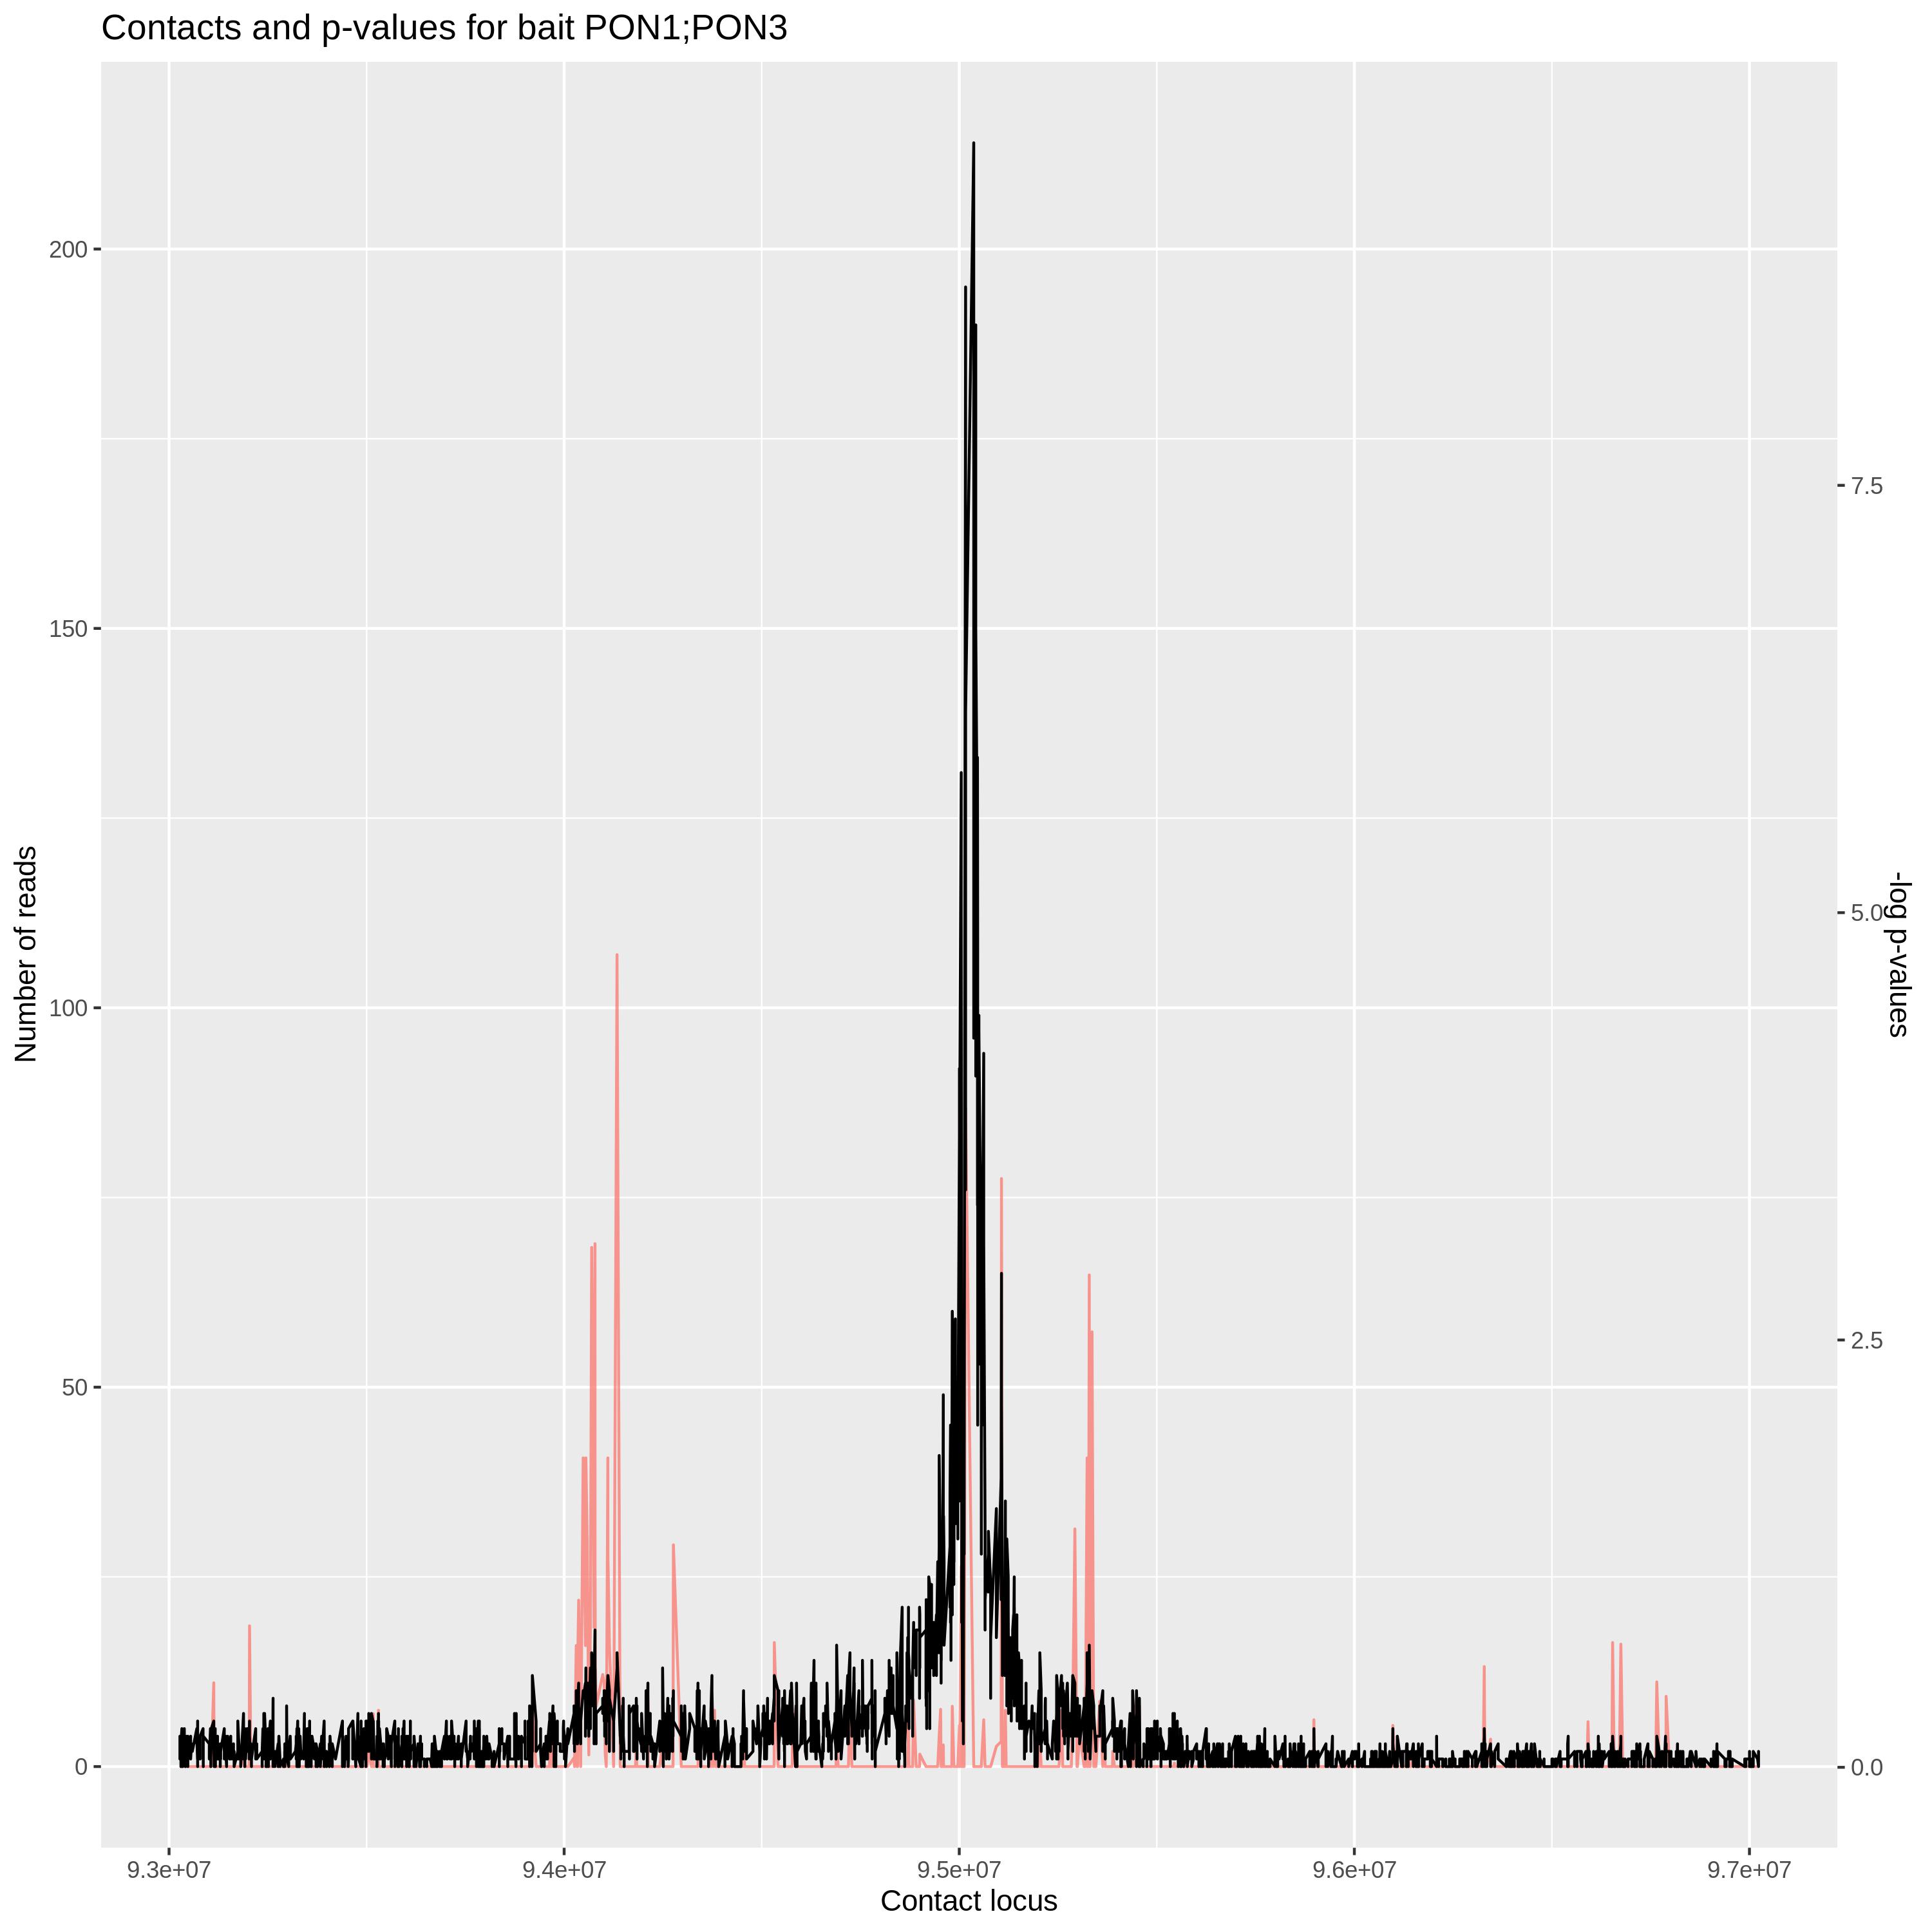 Contacts and p-values for bait PON1;PON3
Number of reads
200
150
100
50
0
7.5
5.0
2.5
0.0
-log p-values
9.3e+07
9.4e+07
9.5e+07
9.6e+07
9.7e+07
Contact locus